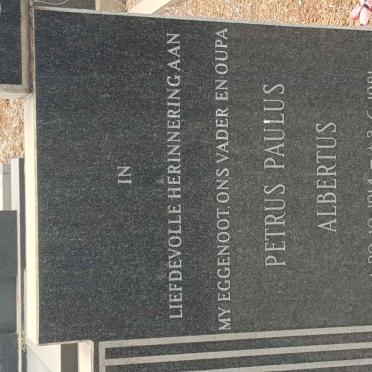 IN
LIEFDEVOLLE HERINNERING AAN
MY EGGENOOT, ONS VADER EN OUPA
PETRUS PAULUS
ALBERTUS